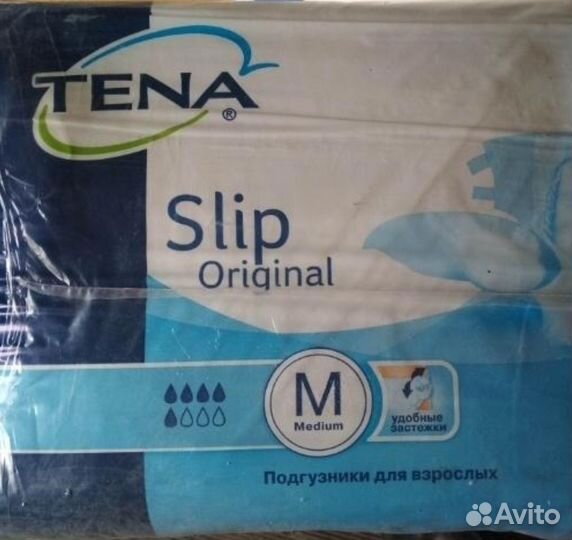 TENA®
Slip
Original
M
Medium
удобные
застежки
Подгузники для взрослых
Avito